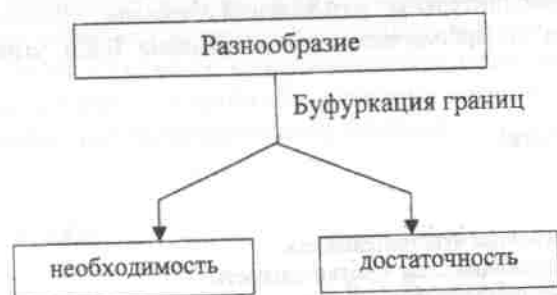 Разнообразие
Буфуркация границ
необходимость
достаточность